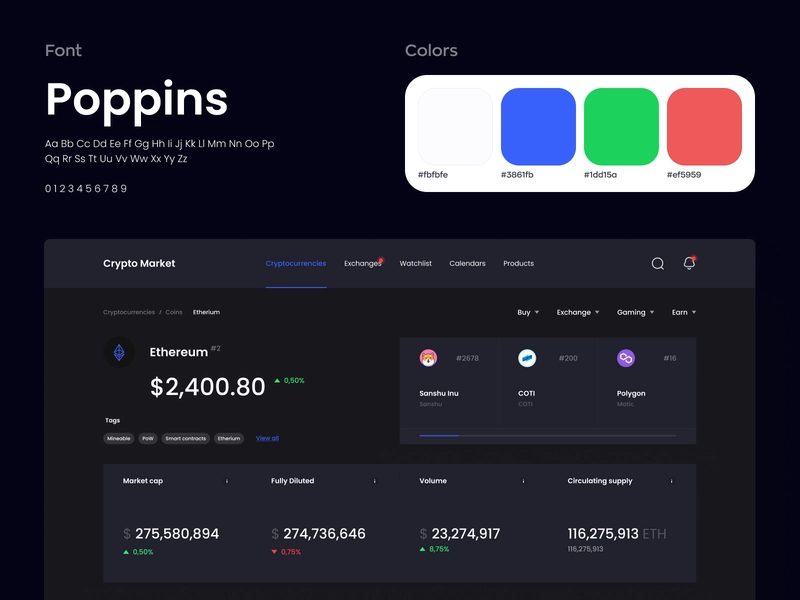 Font
Colors
Poppins
Aa Bb Cc Dd Ee Ff Gg Hh Ii Jj Kk Ll Mm Nn Oo Pp
Qq Rr Ss Tt Uu Vv Ww Xx Yy Zz
0 1 2 3 4 5 6 7 8 9
#fbfbfe #3861fb #1dd15a #ef5959
Crypto Market Cryptocurrencies Exchanges Watchlist Calendars Products
Cryptocurrencies / Coins Etherium Buy Exchange Gaming Earn
Ethereum #2
$2,400.80 0,50%
Tags
Mineable PoW Smart contracts Etherium View all
#2678 #200 #16
Sanshu Inu COTI Polygon
Sanshu COTI Matic
Market cap i Fully Diluted i Volume i Circulating supply i
$ 275,580,894 $ 274,736,646 $ 23,274,917 116,275,913 ETH
0,50% 0,75% 8,75% 116,275,913